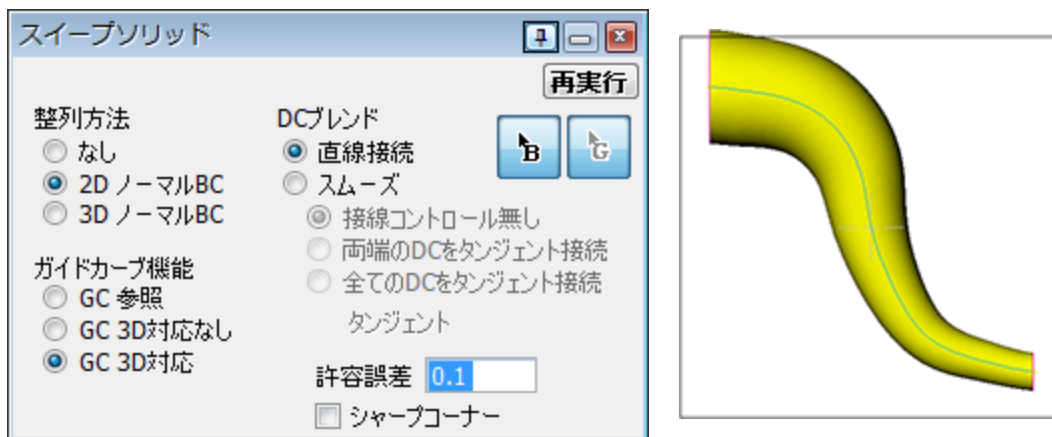 スイープソリッド
再実行
整列方法
なし
2D ノーマルBC
3D ノーマルBC
ガイドカーブ機能
GC 参照
GC 3D対応なし
GC 3D対応
DCブレンド
直線接続
スムーズ
接線コントロール無し
両端のDCをタンジェント接続
全てのDCをタンジェント接続
タンジェント
許容誤差 0.1
シャープコーナー
B
G